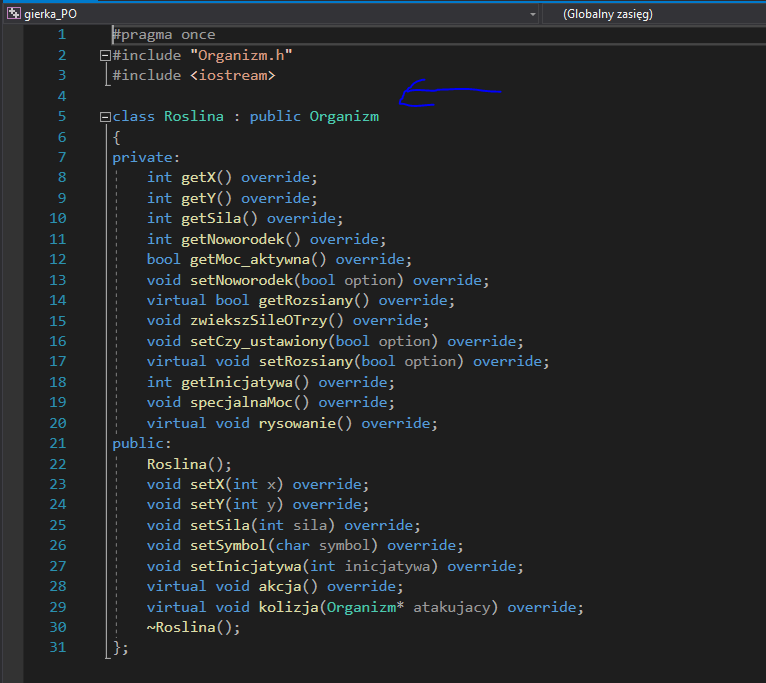 gierka_PO (Globalny zasięg)
1 #pragma once
2 #include "Organizm.h"
3 #include <iostream>
4
5 class Roslina : public Organizm
6 {
7 private:
8 int getX() override;
9 int getY() override;
10 int getSila() override;
11 int getNoworodek() override;
12 bool getMoc_aktywna() override;
13 void setNoworodek(bool option) override;
14 virtual bool getRozsiany() override;
15 void zwiekszSileOTrzy() override;
16 void setCzy_ustawiony(bool option) override;
17 virtual void setRozsiany(bool option) override;
18 int getInicjatywa() override;
19 void specjalnaMoc() override;
20 virtual void rysowanie() override;
21 public:
22 Roslina();
23 void setX(int x) override;
24 void setY(int y) override;
25 void setSila(int sila) override;
26 void setSymbol(char symbol) override;
27 void setInicjatywa(int inicjatywa) override;
28 virtual void akcja() override;
29 virtual void kolizja(Organizm* atakujacy) override;
30 ~Roslina();
31 };